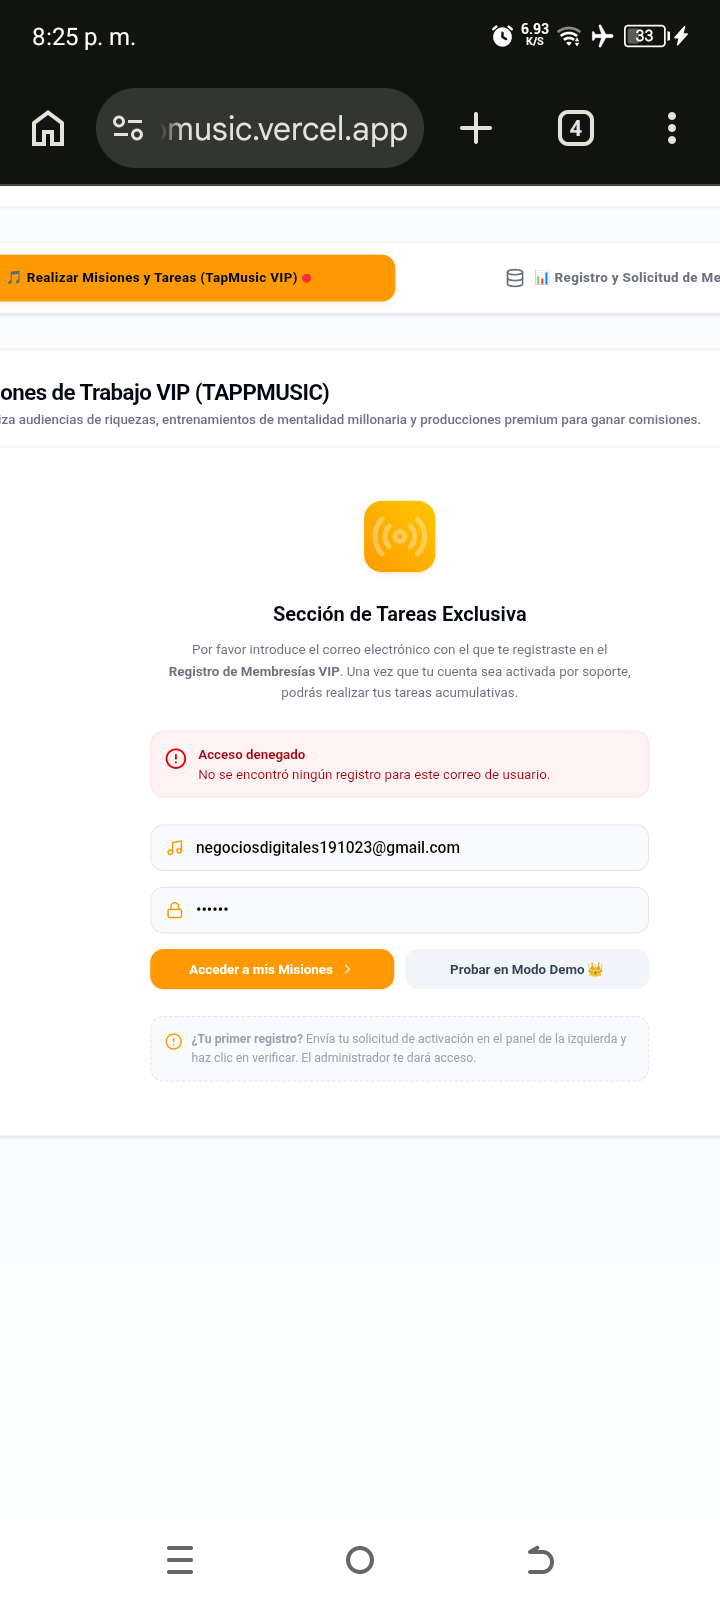 8:25 p. m.
6.93
K/S
33
music.vercel.app
4
🎵 Realizar Misiones y Tareas (TapMusic VIP)
📊 Registro y Solicitud de Me
ones de Trabajo VIP (TAPPMUSIC)
iza audiencias de riquezas, entrenamientos de mentalidad millonaria y producciones premium para ganar comisiones.
Sección de Tareas Exclusiva
Por favor introduce el correo electrónico con el que te registraste en el
Registro de Membresías VIP. Una vez que tu cuenta sea activada por soporte,
podrás realizar tus tareas acumulativas.
Acceso denegado
No se encontró ningún registro para este correo de usuario.
negociosdigitales191023@gmail.com
••••••
Acceder a mis Misiones
Probar en Modo Demo 👑
¿Tu primer registro? Envía tu solicitud de activación en el panel de la izquierda y
haz clic en verificar. El administrador te dará acceso.